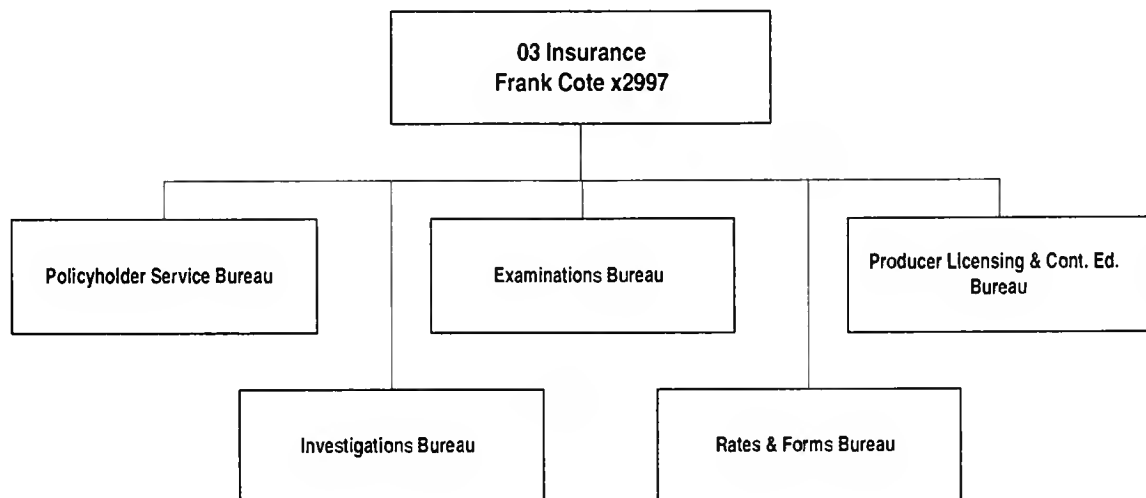 03 Insurance
Frank Cote x2997
Policyholder Service Bureau
Examinations Bureau
Producer Licensing & Cont. Ed.
Bureau
Investigations Bureau
Rates & Forms Bureau